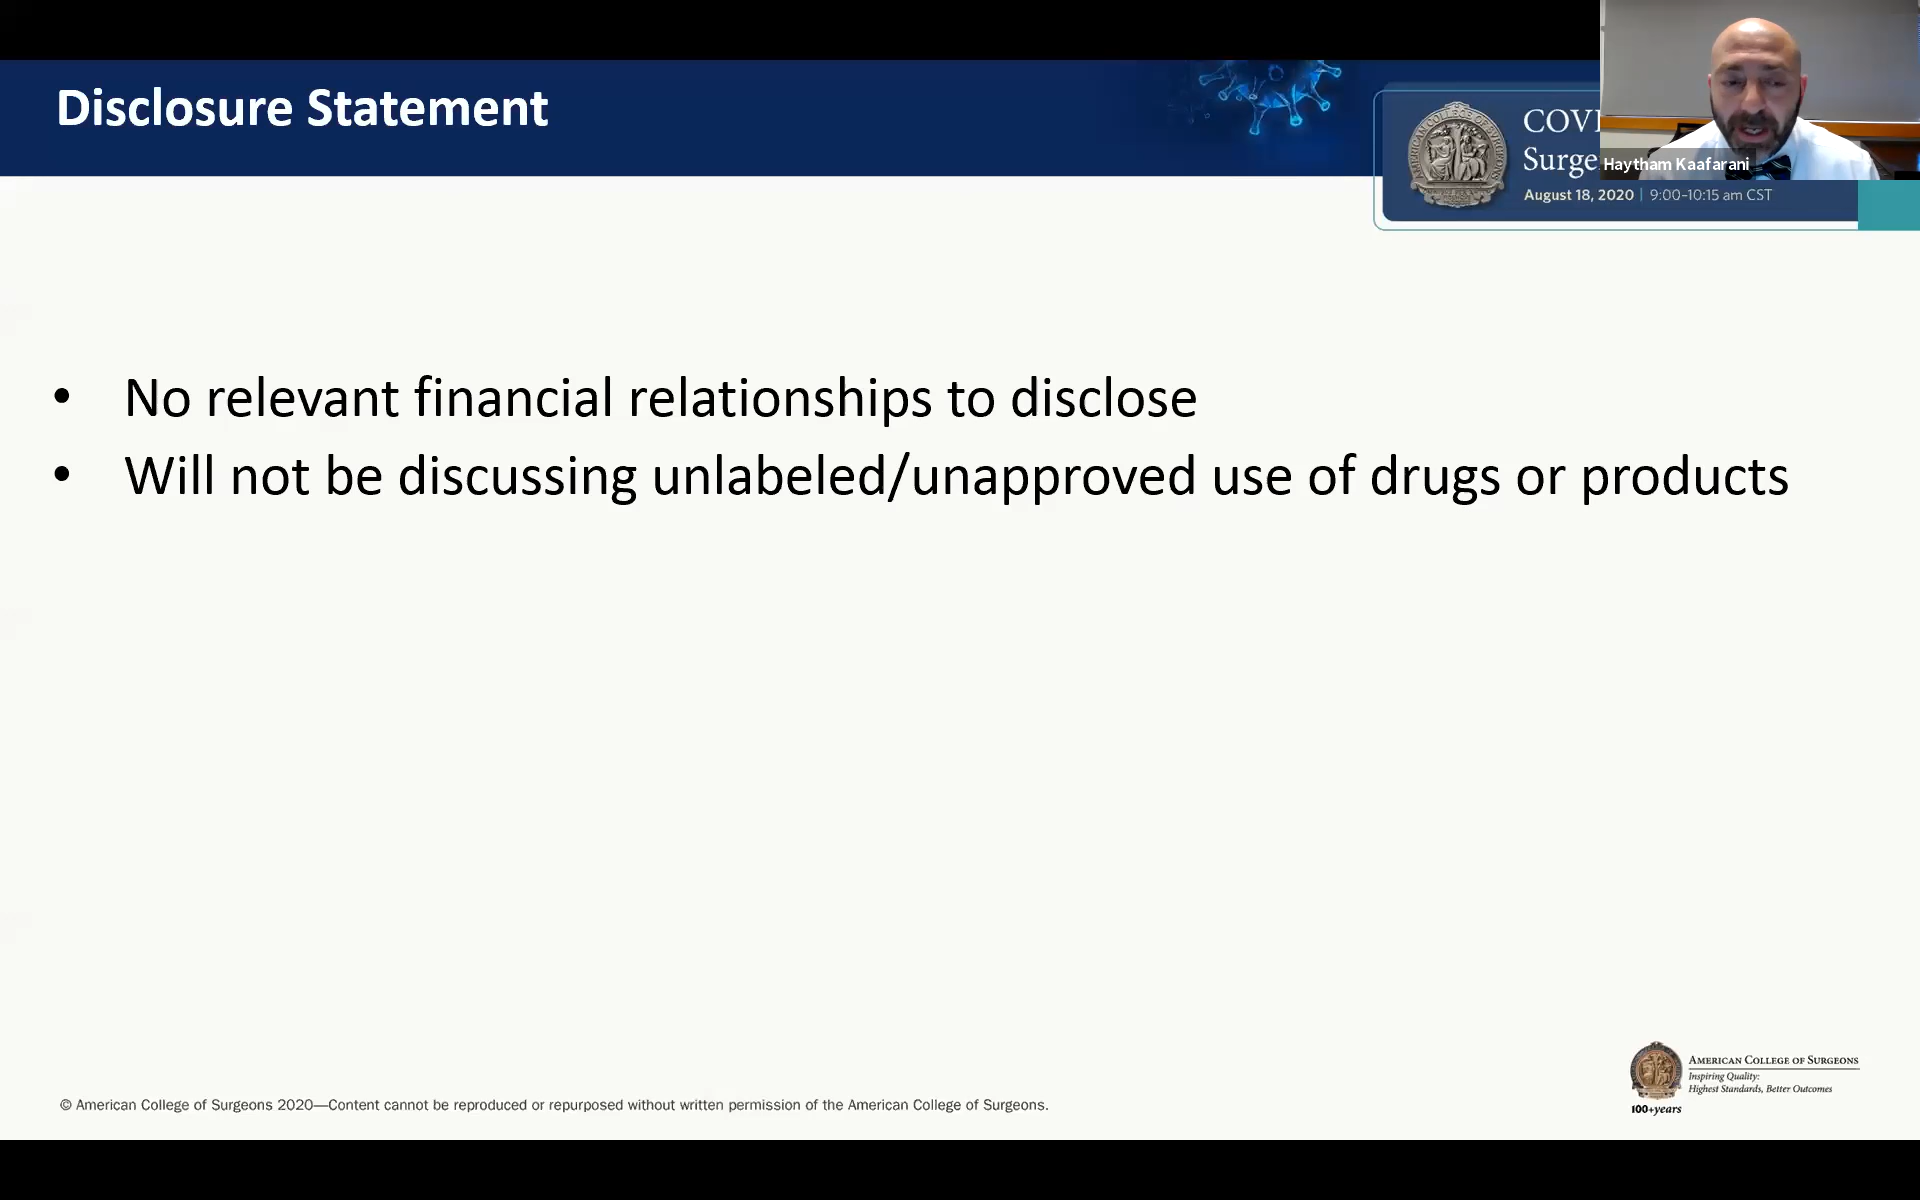 Disclosure Statement
August 18, 2020 | 9:00–10:15 am CST
Haytham Kaafarani
• No relevant financial relationships to disclose
• Will not be discussing unlabeled/unapproved use of drugs or products
AMERICAN COLLEGE OF SURGEONS
Inspiring Quality:
Highest Standards, Better Outcomes
100+years
© American College of Surgeons 2020—Content cannot be reproduced or repurposed without written permission of the American College of Surgeons.